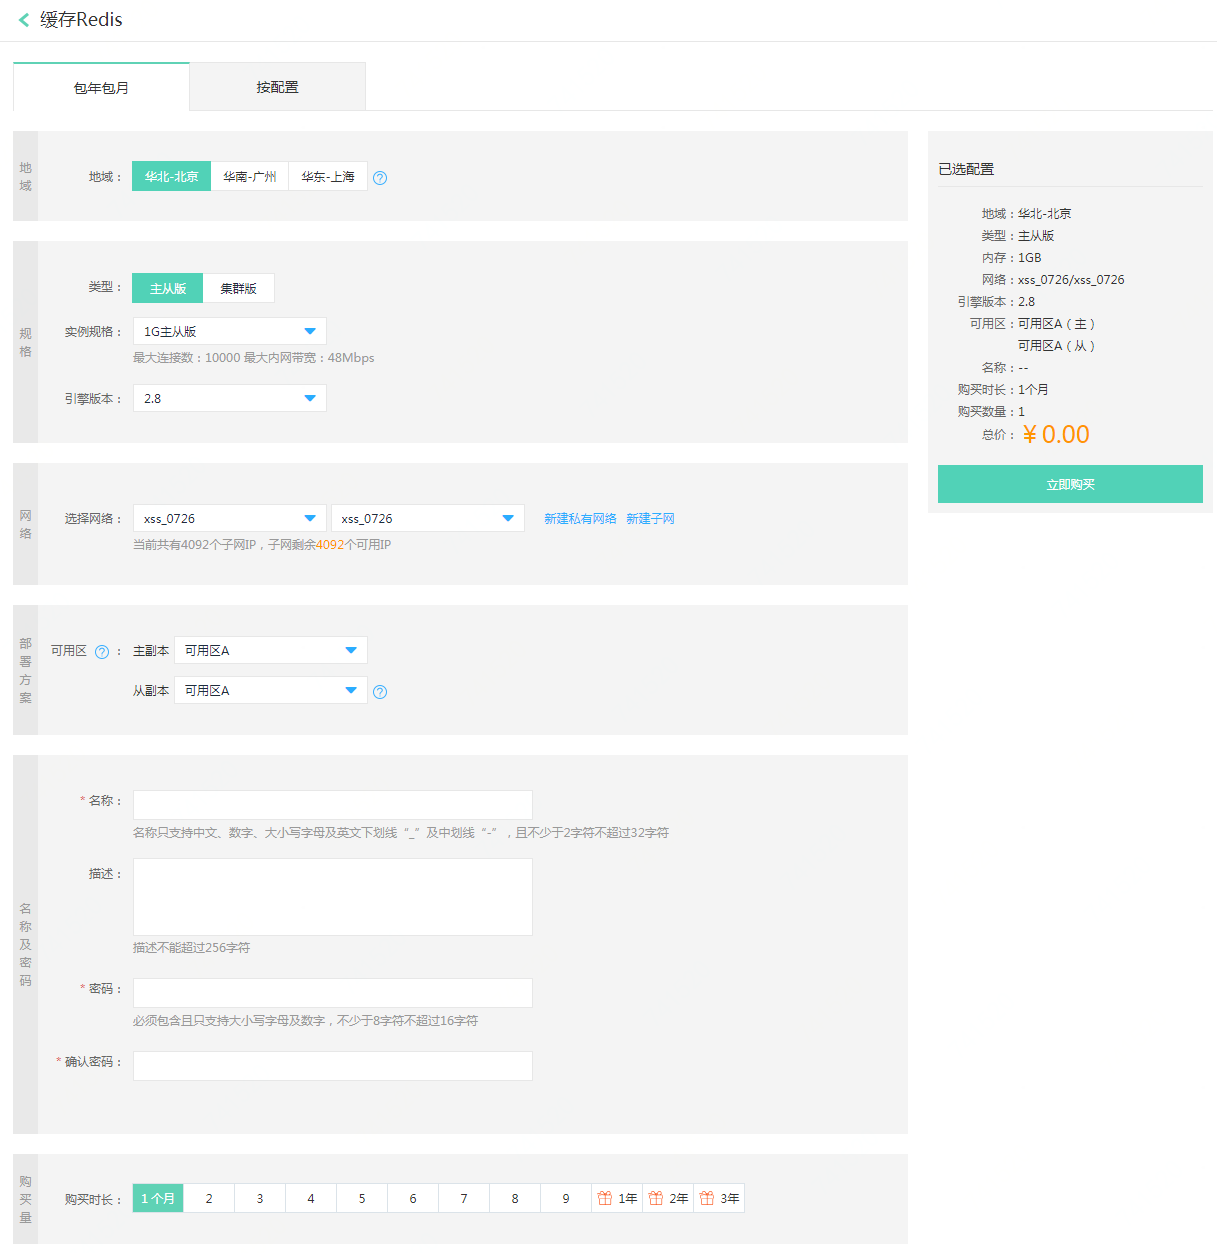 缓存Redis
包年包月 按配置
地域
地域： 华北-北京 华南-广州 华东-上海
规格
类型： 主从版 集群版
实例规格： 1G主从版
最大连接数：10000 最大内网带宽：48Mbps
引擎版本： 2.8
网络
选择网络： xss_0726 xss_0726 新建私有网络 新建子网
当前共有4092个子网IP，子网剩余4092个可用IP
部署方案
可用区 ： 主副本 可用区A
从副本 可用区A
名称及密码
* 名称：
名称只支持中文、数字、大小写字母及英文下划线“_”及中划线“-”，且不少于2字符不超过32字符
描述：
描述不能超过256字符
* 密码：
必须包含且只支持大小写字母及数字，不少于8字符不超过16字符
* 确认密码：
购买量
购买时长： 1 个月 2 3 4 5 6 7 8 9 1年 2年 3年
已选配置
地域：华北-北京
类型：主从版
内存：1GB
网络：xss_0726/xss_0726
引擎版本：2.8
可用区：可用区A（主）
可用区A（从）
名称：--
购买时长：1个月
购买数量：1
总价：￥0.00
立即购买